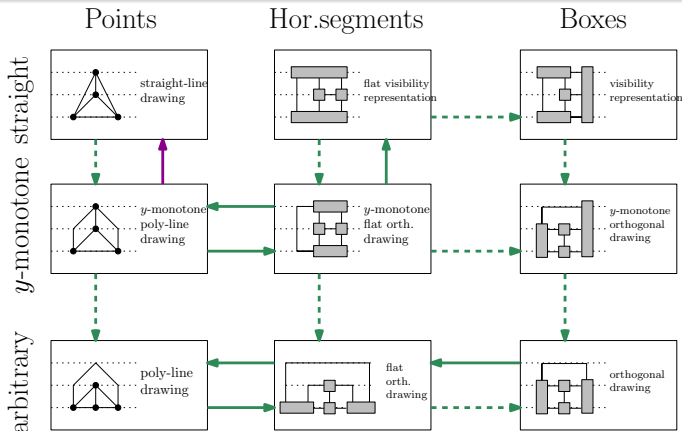 Points Hor.segments Boxes
straight
straight-line
drawing
flat visibility
representation
visibility
representation
y-monotone
y-monotone
poly-line
drawing
y-monotone
flat orth.
drawing
y-monotone
orthogonal
drawing
arbitrary
poly-line
drawing
flat
orth.
drawing
orthogonal
drawing